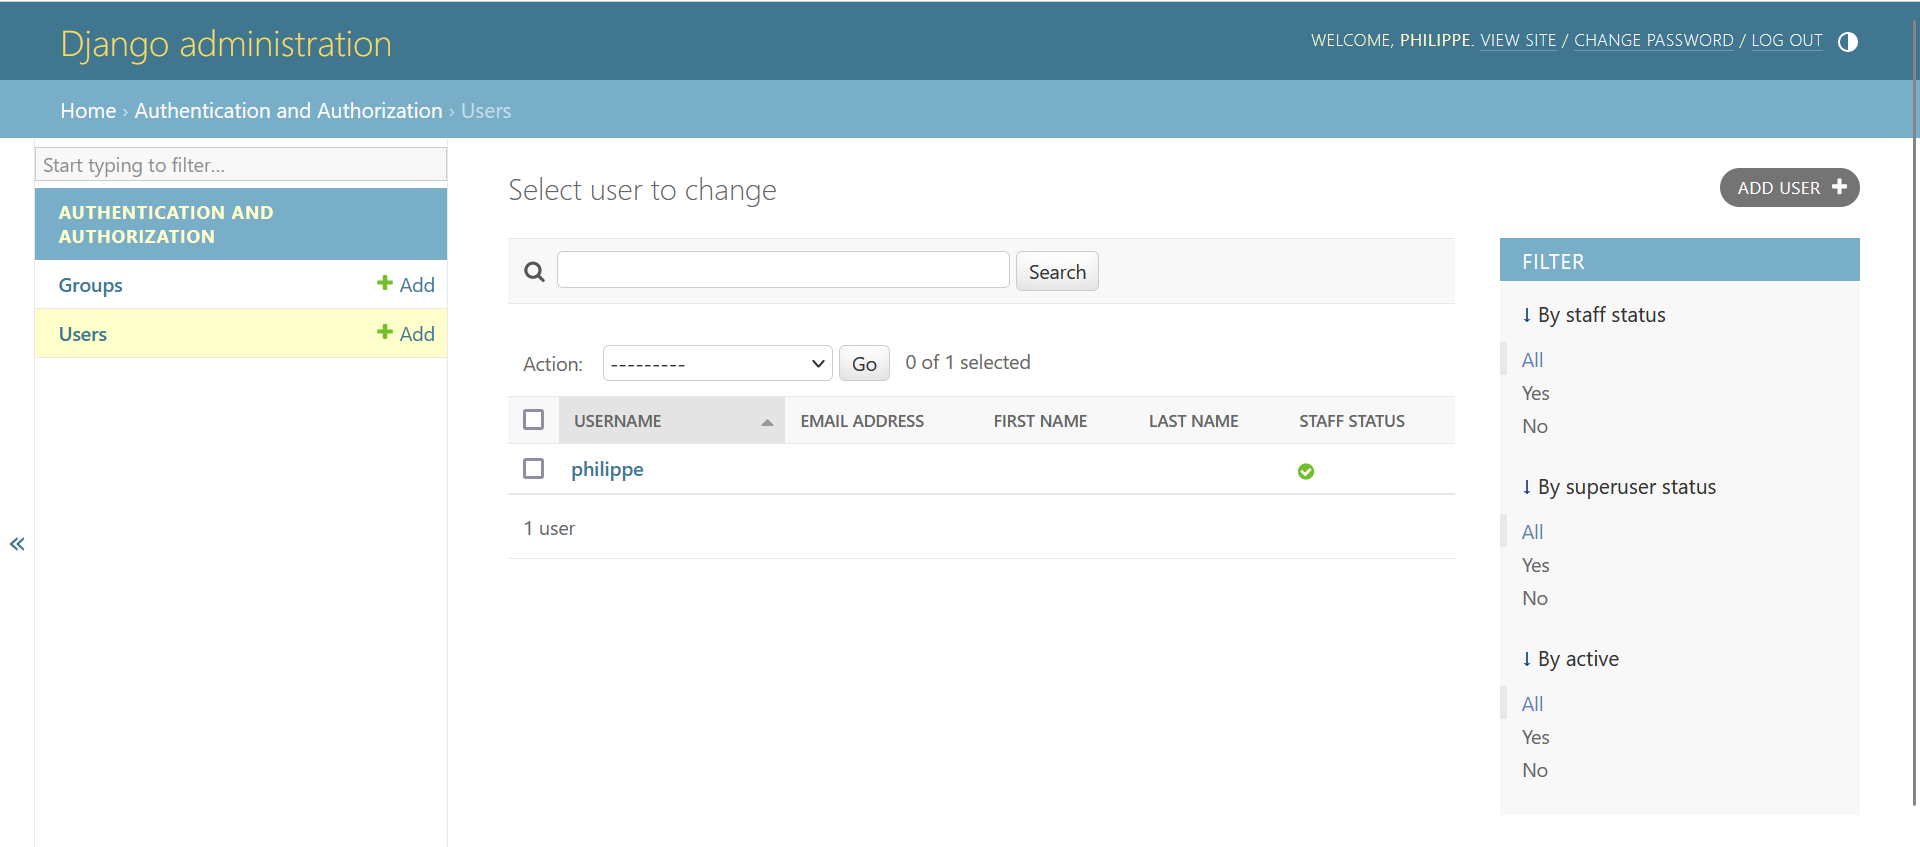 Django administration
WELCOME, PHILIPPE. VIEW SITE / CHANGE PASSWORD / LOG OUT
Home › Authentication and Authorization › Users
Start typing to filter...
AUTHENTICATION AND
AUTHORIZATION
Groups Add
Users Add
«
Select user to change
ADD USER
Search
Action: --------- Go 0 of 1 selected
USERNAME EMAIL ADDRESS FIRST NAME LAST NAME STAFF STATUS
philippe
1 user
FILTER
↓ By staff status
All
Yes
No
↓ By superuser status
All
Yes
No
↓ By active
All
Yes
No